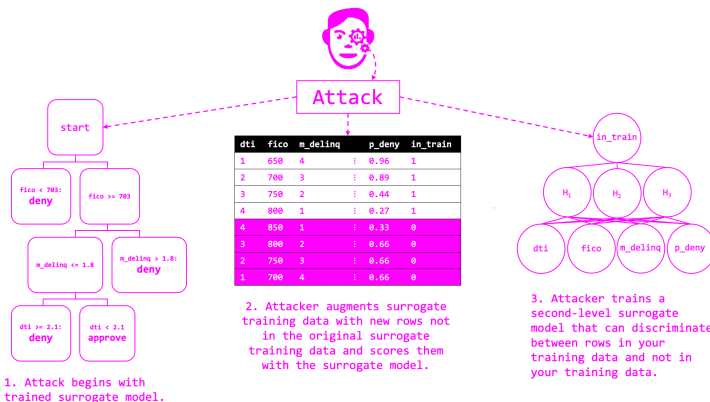 Attack
start
fico < 703:
deny
fico >= 703
m_delinq <= 1.8
m_delinq > 1.8:
deny
dti >= 2.1:
deny
dti < 2.1
approve
1. Attack begins with
trained surrogate model.
dti fico m_delinq p_deny in_train
1 650 4 ⋮ 0.96 1
2 700 3 ⋮ 0.89 1
3 750 2 ⋮ 0.44 1
4 800 1 ⋮ 0.27 1
4 850 1 ⋮ 0.33 0
3 800 2 ⋮ 0.66 0
2 750 3 ⋮ 0.66 0
1 700 4 ⋮ 0.66 0
2. Attacker augments surrogate
training data with new rows not
in the original surrogate
training data and scores them
with the surrogate model.
in_train
H₁ H₂ H₃
dti fico m_delinq p_deny
3. Attacker trains a
second-level surrogate
model that can discriminate
between rows in your
training data and not in
your training data.